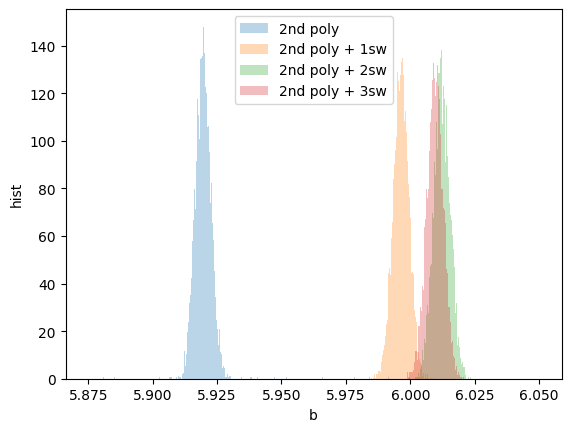 2nd poly
2nd poly + 1sw
2nd poly + 2sw
2nd poly + 3sw
140
120
100
80
60
40
20
0
hist
5.875 5.900 5.925 5.950 5.975 6.000 6.025 6.050
b